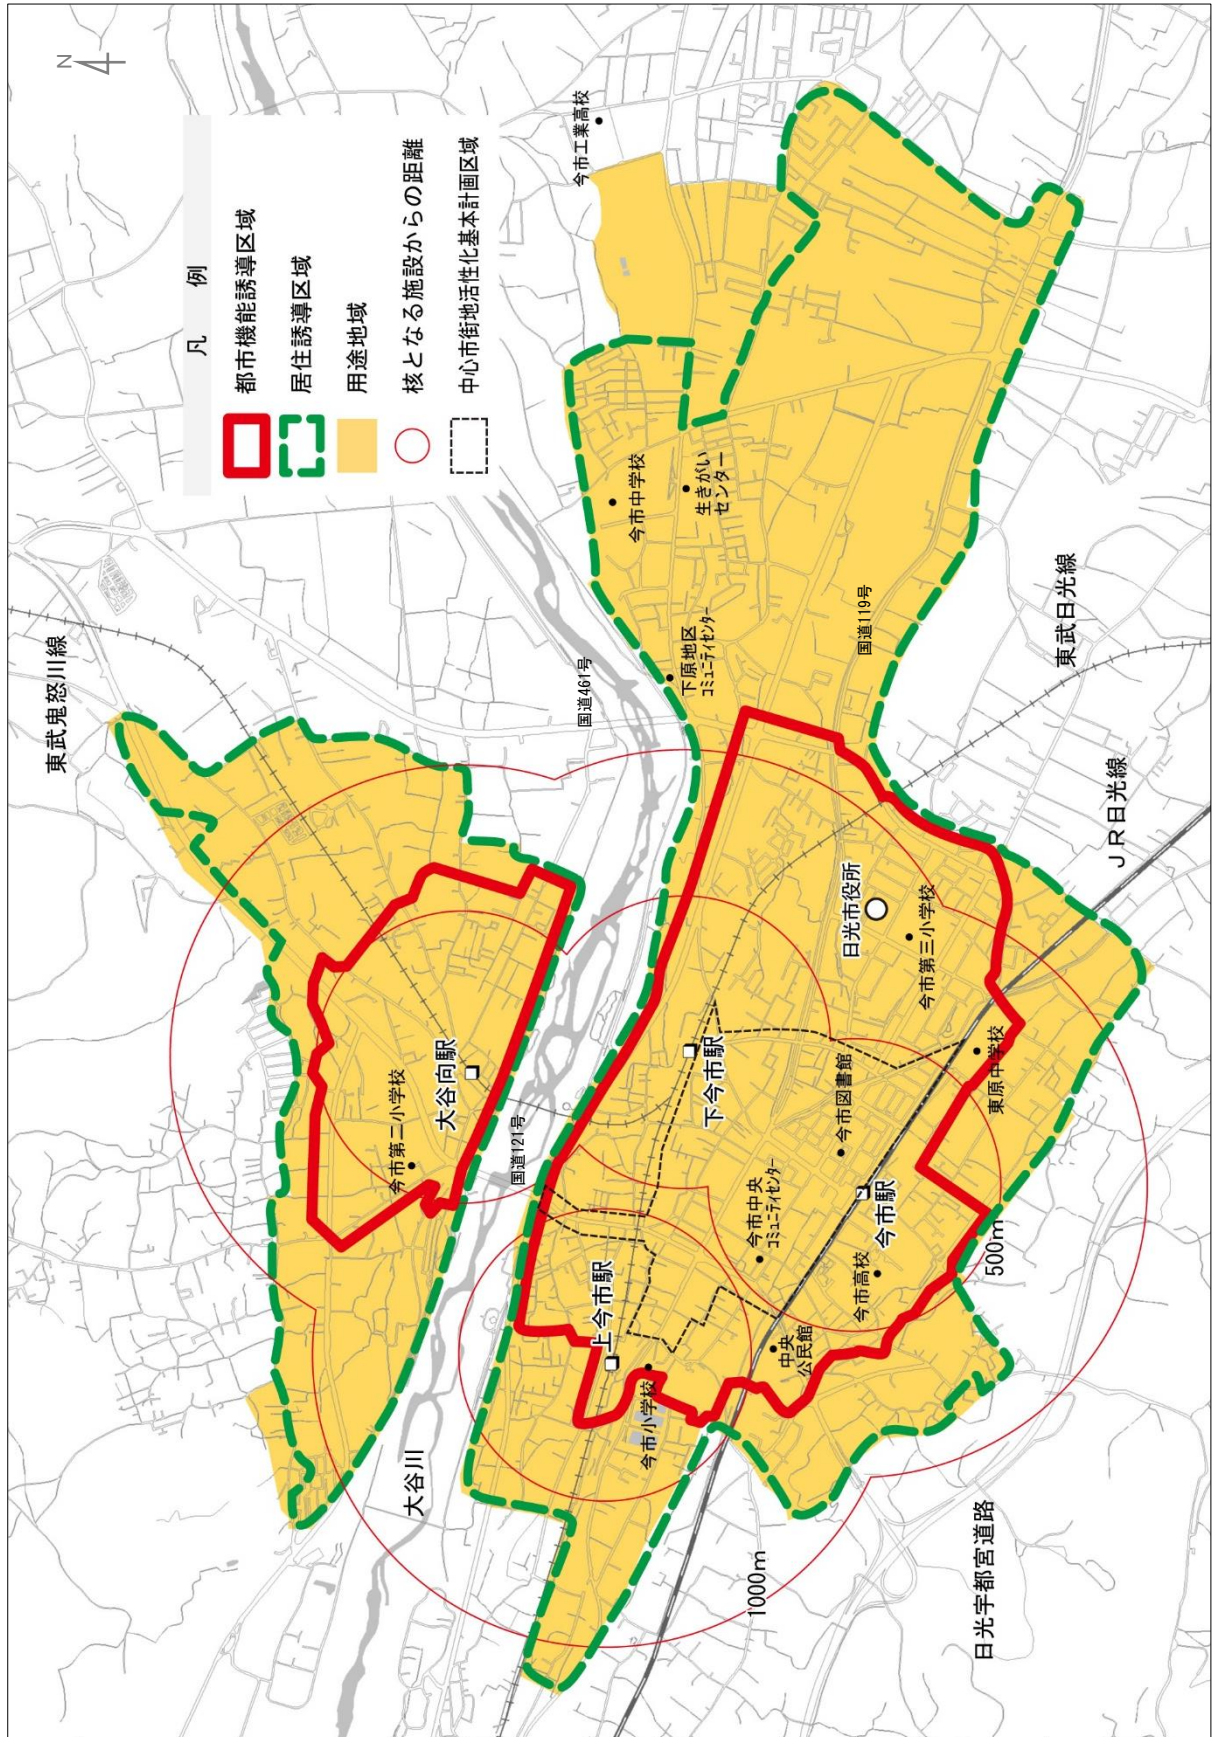 N
凡 例
都市機能誘導区域
居住誘導区域
用途地域
核となる施設からの距離
中心市街地活性化基本計画区域
東武鬼怒川線
今市工業高校
今市中学校
生きがい
センター
下原地区
コミュニティセンター
国道461号
国道119号
東武日光線
JR日光線
大谷向駅
今市第二小学校
国道121号
大谷川
上今市駅
今市小学校
下今市駅
今市中央
コミュニティセンター
今市図書館
日光市役所
今市第三小学校
東原中学校
今市駅
今市高校
中央
公民館
500m
1000m
日光宇都宮道路